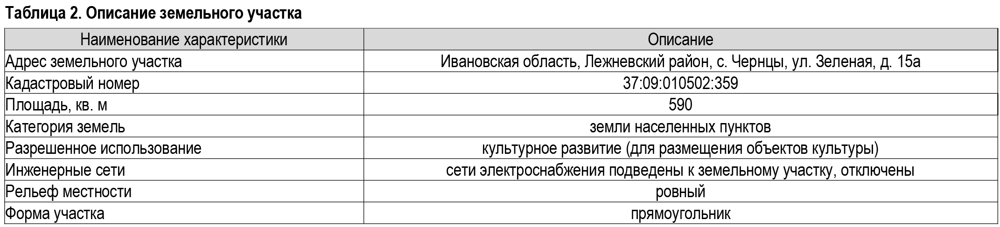 Таблица 2. Описание земельного участка
Наименование характеристики Описание
Адрес земельного участка Ивановская область, Лежневский район, с. Чернцы, ул. Зеленая, д. 15а
Кадастровый номер 37:09:010502:359
Площадь, кв. м 590
Категория земель земли населенных пунктов
Разрешенное использование культурное развитие (для размещения объектов культуры)
Инженерные сети сети электроснабжения подведены к земельному участку, отключены
Рельеф местности ровный
Форма участка прямоугольник